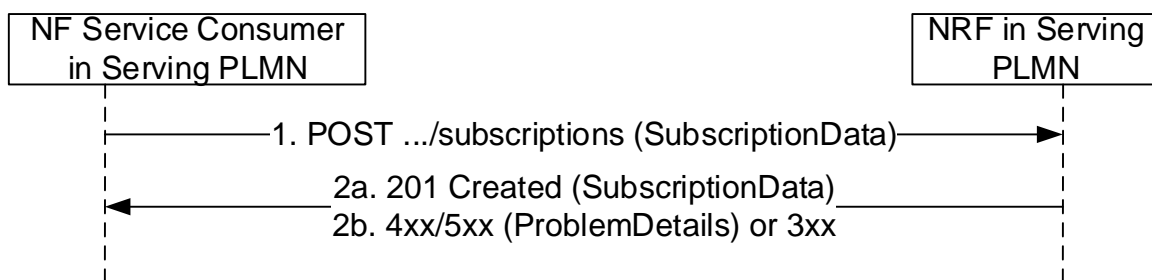 NF Service Consumer
in Serving PLMN
NRF in Serving
PLMN
1. POST .../subscriptions (SubscriptionData)
2a. 201 Created (SubscriptionData)
2b. 4xx/5xx (ProblemDetails) or 3xx